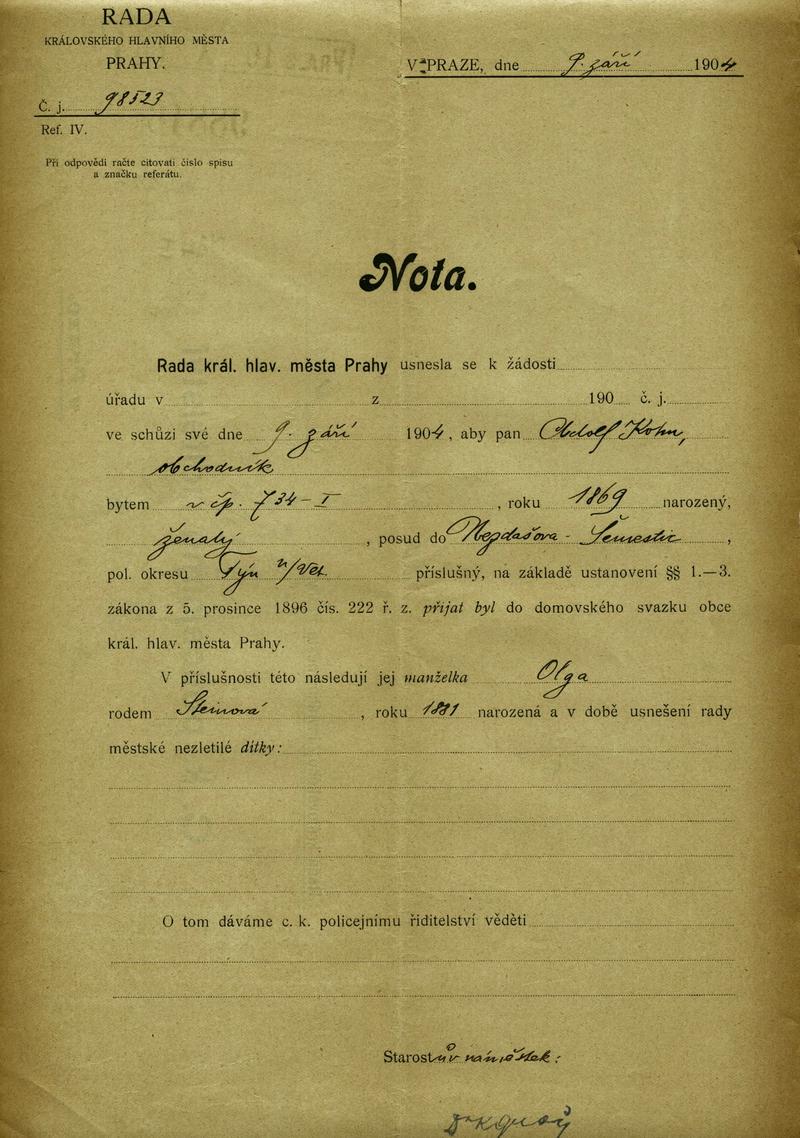 RADA
KRÁLOVSKÉHO HLAVNÍHO MĚSTA
PRAHY.
V PRAZE, dne 9. září 1904
Č. j. 98523
Ref. IV.
Při odpovědi račte citovati číslo spisu
a značku referátu.
Nota.
Rada král. hlav. města Prahy usnesla se k žádosti
úřadu v z 190 č. j.
ve schůzi své dne 9. září 1904, aby pan Adolf Kohn,
obchodník
bytem v čp. 734-I, roku 1869 narozený,
ženatý, posud do Nezdašova - Šemešic,
pol. okresu Týn n/Vlt. příslušný, na základě ustanovení §§ 1.—3.
zákona z 5. prosince 1896 čís. 222 ř. z. přijat byl do domovského svazku obce
král. hlav. města Prahy.
V příslušnosti této následují jej manželka Olga
rodem, roku 1881 narozená a v době usnešení rady
městské nezletilé dítky:
O tom dáváme c. k. policejnímu řiditelství věděti
Starostův náměstek: